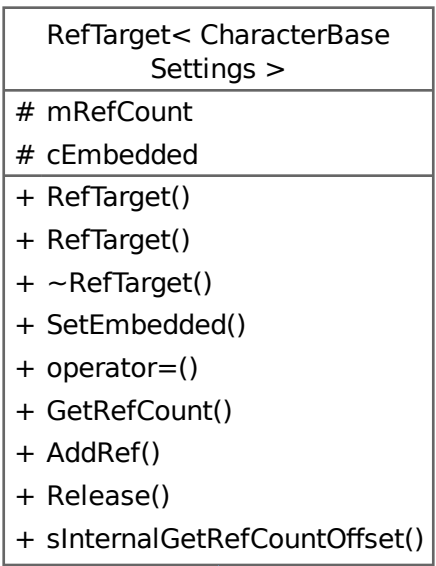 RefTarget< CharacterBase
Settings >
# mRefCount
# cEmbedded
+ RefTarget()
+ RefTarget()
+ ~RefTarget()
+ SetEmbedded()
+ operator=()
+ GetRefCount()
+ AddRef()
+ Release()
+ sInternalGetRefCountOffset()